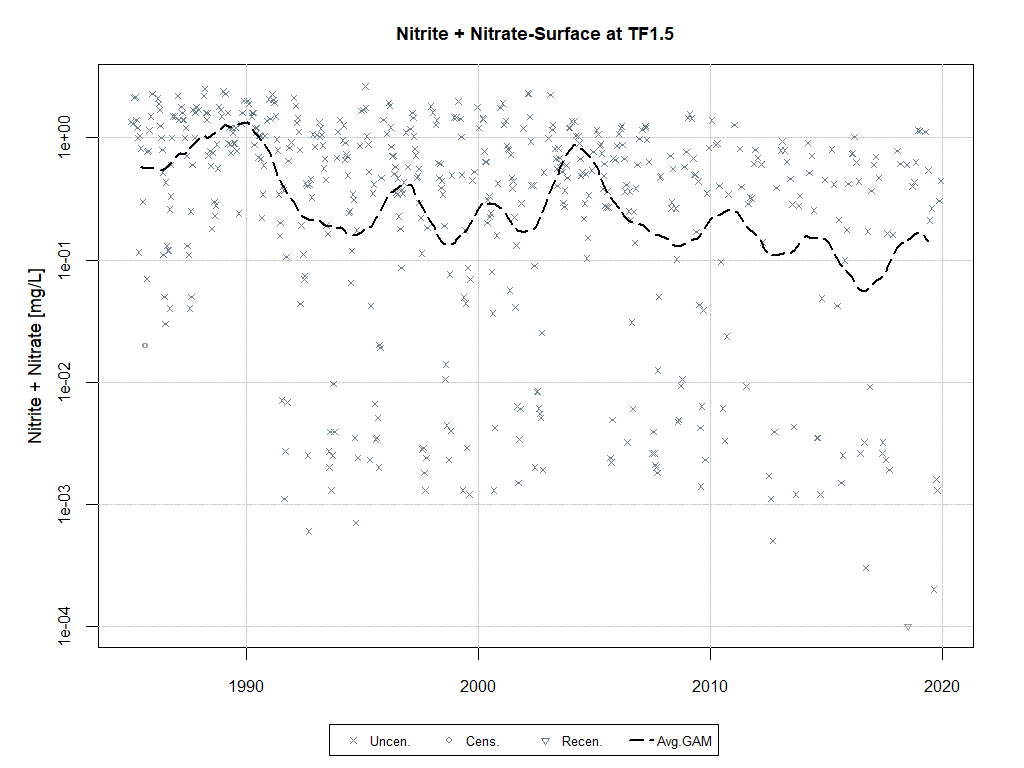 Nitrite + Nitrate-Surface at TF1.5
Nitrite + Nitrate [mg/L]
1e+00
1e-01
1e-02
1e-03
1e-04
1990 2000 2010 2020
Uncen. Cens. Recen. Avg.GAM